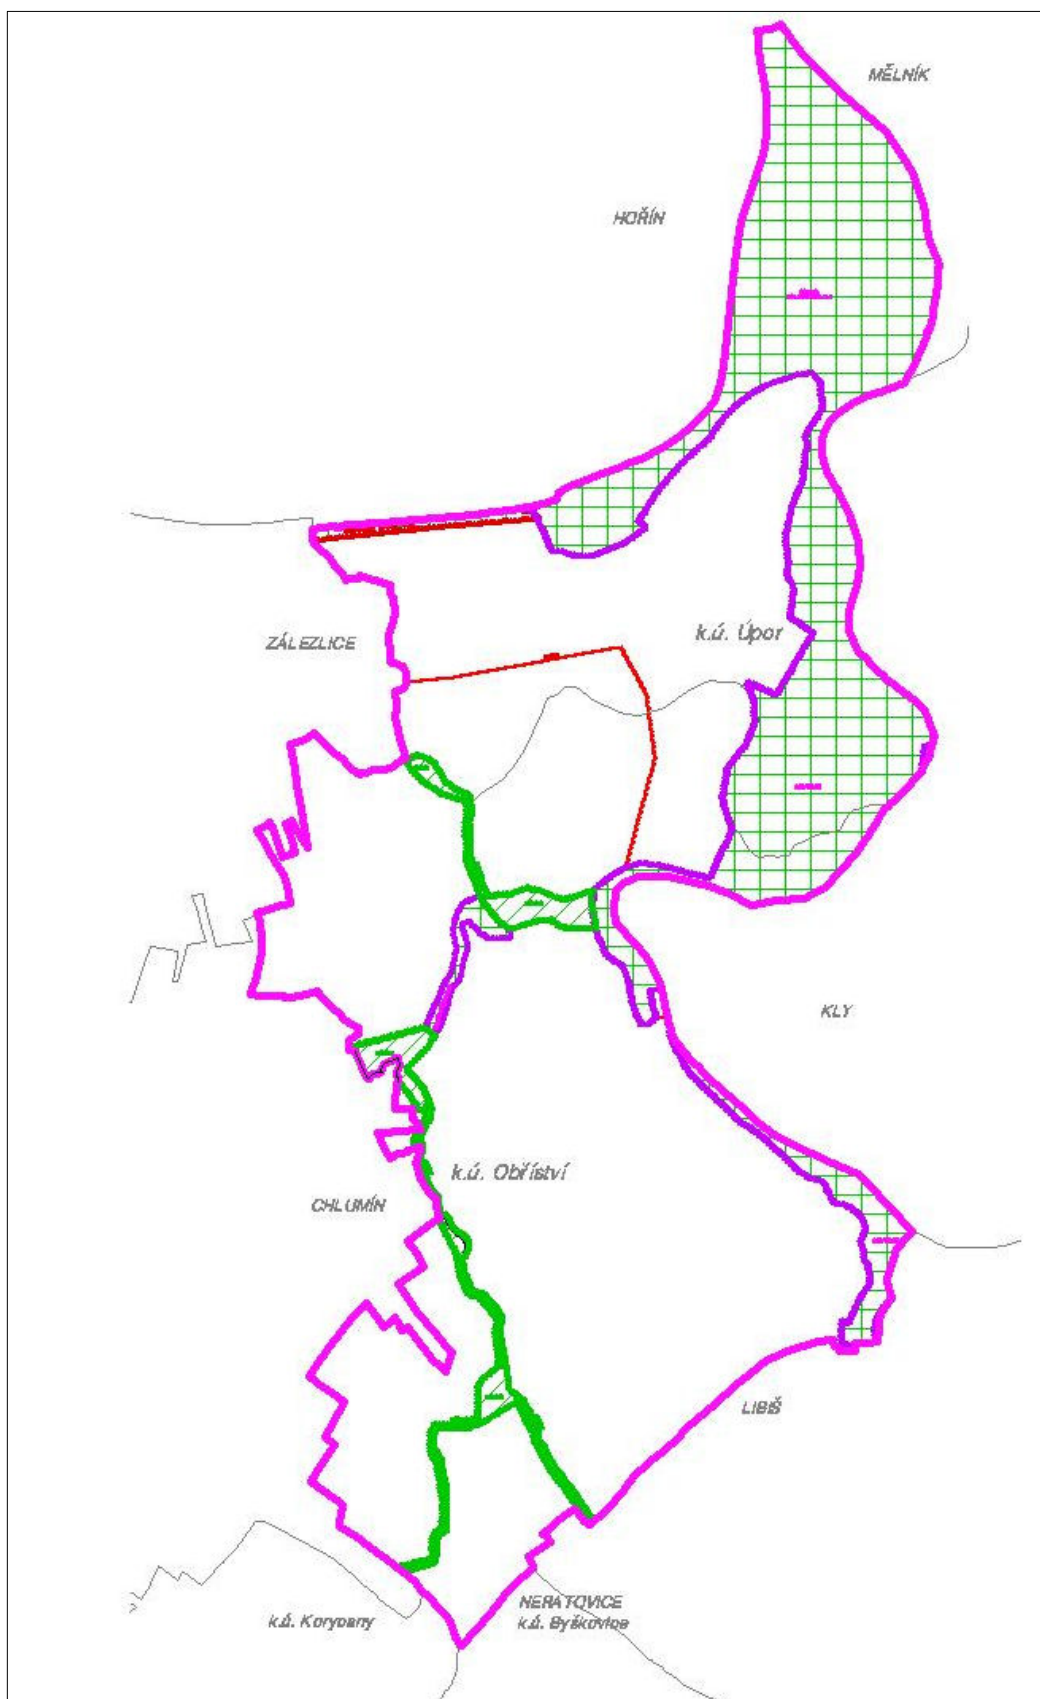 MĚLNÍK
HOŘÍN
k.ú. Úpor
ZÁLEZLICE
KLY
k.ú. Obříství
CHLUMÍN
LIBIŠ
NERATOVICE
k.ú. Korycany
k.ú. Byškovice